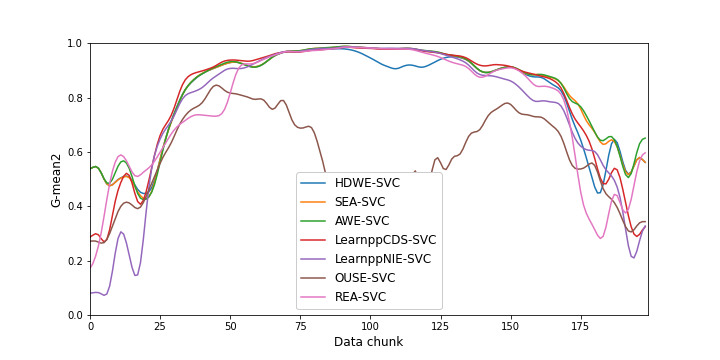 1.0
0.8
0.6
0.4
0.2
0.0
G-mean2
0
25
50
75
100
125
150
175
Data chunk
HDWE-SVC
SEA-SVC
AWE-SVC
LearnppCDS-SVC
LearnppNIE-SVC
OUSE-SVC
REA-SVC